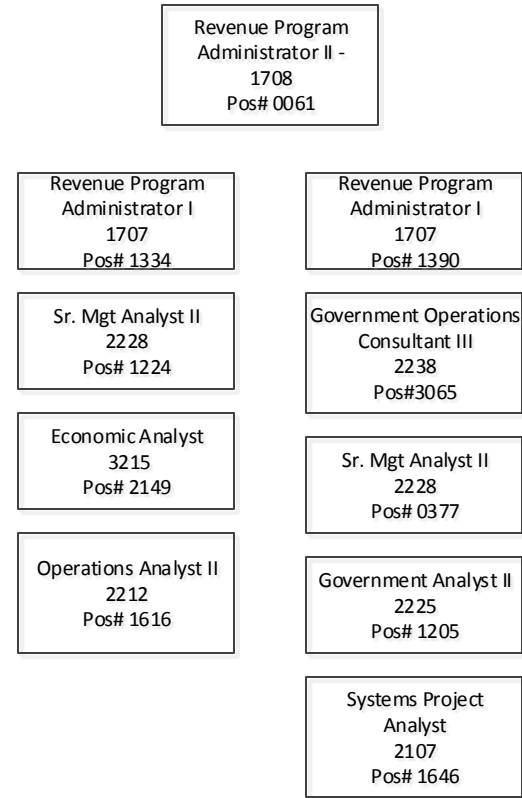 Revenue Program
Administrator II -
1708
Pos# 0061
Revenue Program
Administrator I
1707
Pos# 1334
Sr. Mgt Analyst II
2228
Pos# 1224
Economic Analyst
3215
Pos# 2149
Operations Analyst II
2212
Pos# 1616
Revenue Program
Administrator I
1707
Pos# 1390
Government Operations
Consultant III
2238
Pos#3065
Sr. Mgt Analyst II
2228
Pos# 0377
Government Analyst II
2225
Pos# 1205
Systems Project
Analyst
2107
Pos# 1646